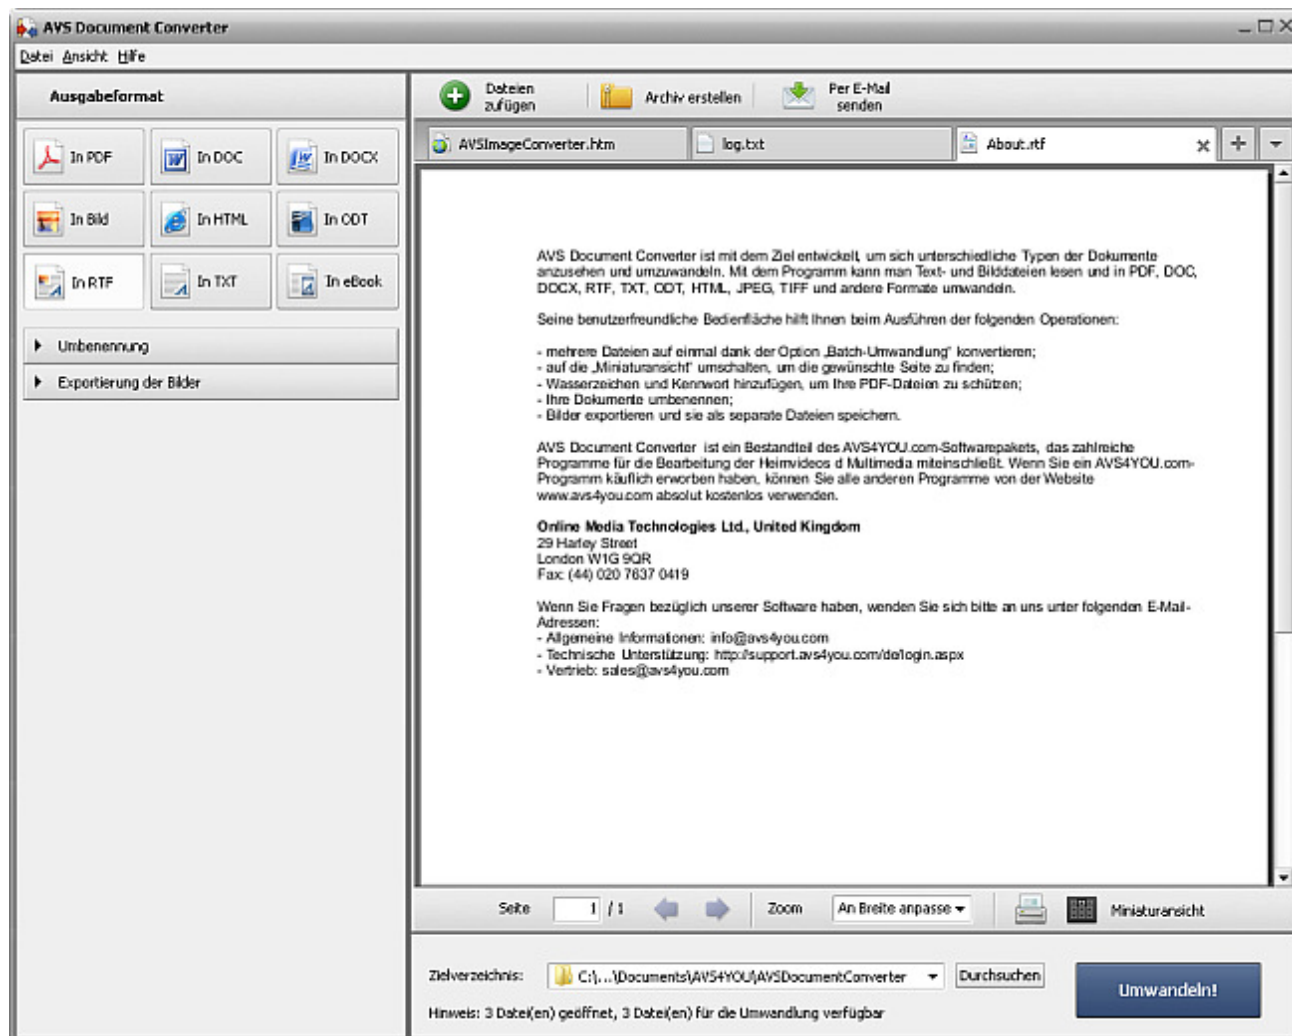 AVS Document Converter
Datei Ansicht Hilfe
Ausgabeformat
In PDF In DOC In DOCX
In Bild In HTML In ODT
In RTF In TXT In eBook
Umbenennung
Exportierung der Bilder
Dateien
zufügen
Archiv erstellen
Per E-Mail
senden
AVSImageConverter.htm log.txt About.rtf
AVS Document Converter ist mit dem Ziel entwickelt, um sich unterschiedliche Typen der Dokumente
anzusehen und umzuwandeln. Mit dem Programm kann man Text- und Bilddateien lesen und in PDF, DOC,
DOCX, RTF, TXT, ODT, HTML, JPEG, TIFF und andere Formate umwandeln.
Seine benutzerfreundliche Bedienfläche hilft Ihnen beim Ausführen der folgenden Operationen:
- mehrere Dateien auf einmal dank der Option „Batch-Umwandlung“ konvertieren;
- auf die „Miniaturansicht“ umschalten, um die gewünschte Seite zu finden;
- Wasserzeichen und Kennwort hinzufügen, um Ihre PDF-Dateien zu schützen;
- Ihre Dokumente umbenennen;
- Bilder exportieren und sie als separate Dateien speichern.
AVS Document Converter ist ein Bestandteil des AVS4YOU.com-Softwarepakets, das zahlreiche
Programme für die Bearbeitung der Heimvideos d Multimedia miteinschließt. Wenn Sie ein AVS4YOU.com-
Programm käuflich erworben haben, können Sie alle anderen Programme von der Website
www.avs4you.com absolut kostenlos verwenden.
Online Media Technologies Ltd., United Kingdom
29 Harley Street
London W1G 9QR
Fax: (44) 020 7637 0419
Wenn Sie Fragen bezüglich unserer Software haben, wenden Sie sich bitte an uns unter folgenden E-Mail-
Adressen:
- Allgemeine Informationen: info@avs4you.com
- Technische Unterstützung: http://support.avs4you.com/de/login.aspx
- Vertrieb: sales@avs4you.com
Seite 1 / 1 Zoom An Breite anpasse Miniaturansicht
Zielverzeichnis: C:\...\Documents\AVS4YOU\AVSDocumentConverter Durchsuchen
Umwandeln!
Hinweis: 3 Datei(en) geöffnet, 3 Datei(en) für die Umwandlung verfügbar